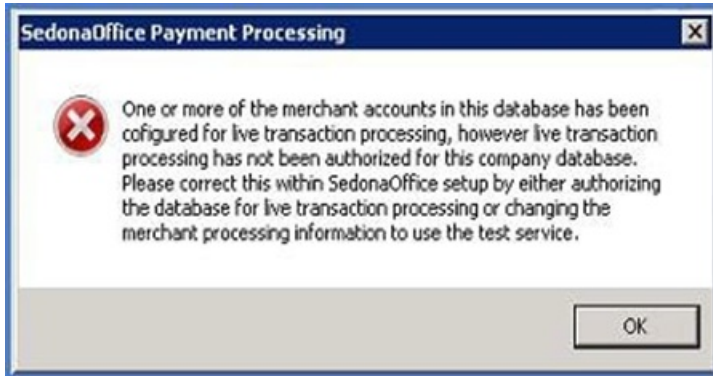 SedonaOffice Payment Processing
One or more of the merchant accounts in this database has been
cofigured for live transaction processing, however live transaction
processing has not been authorized for this company database.
Please correct this within SedonaOffice setup by either authorizing
the database for live transaction processing or changing the
merchant processing information to use the test service.
OK